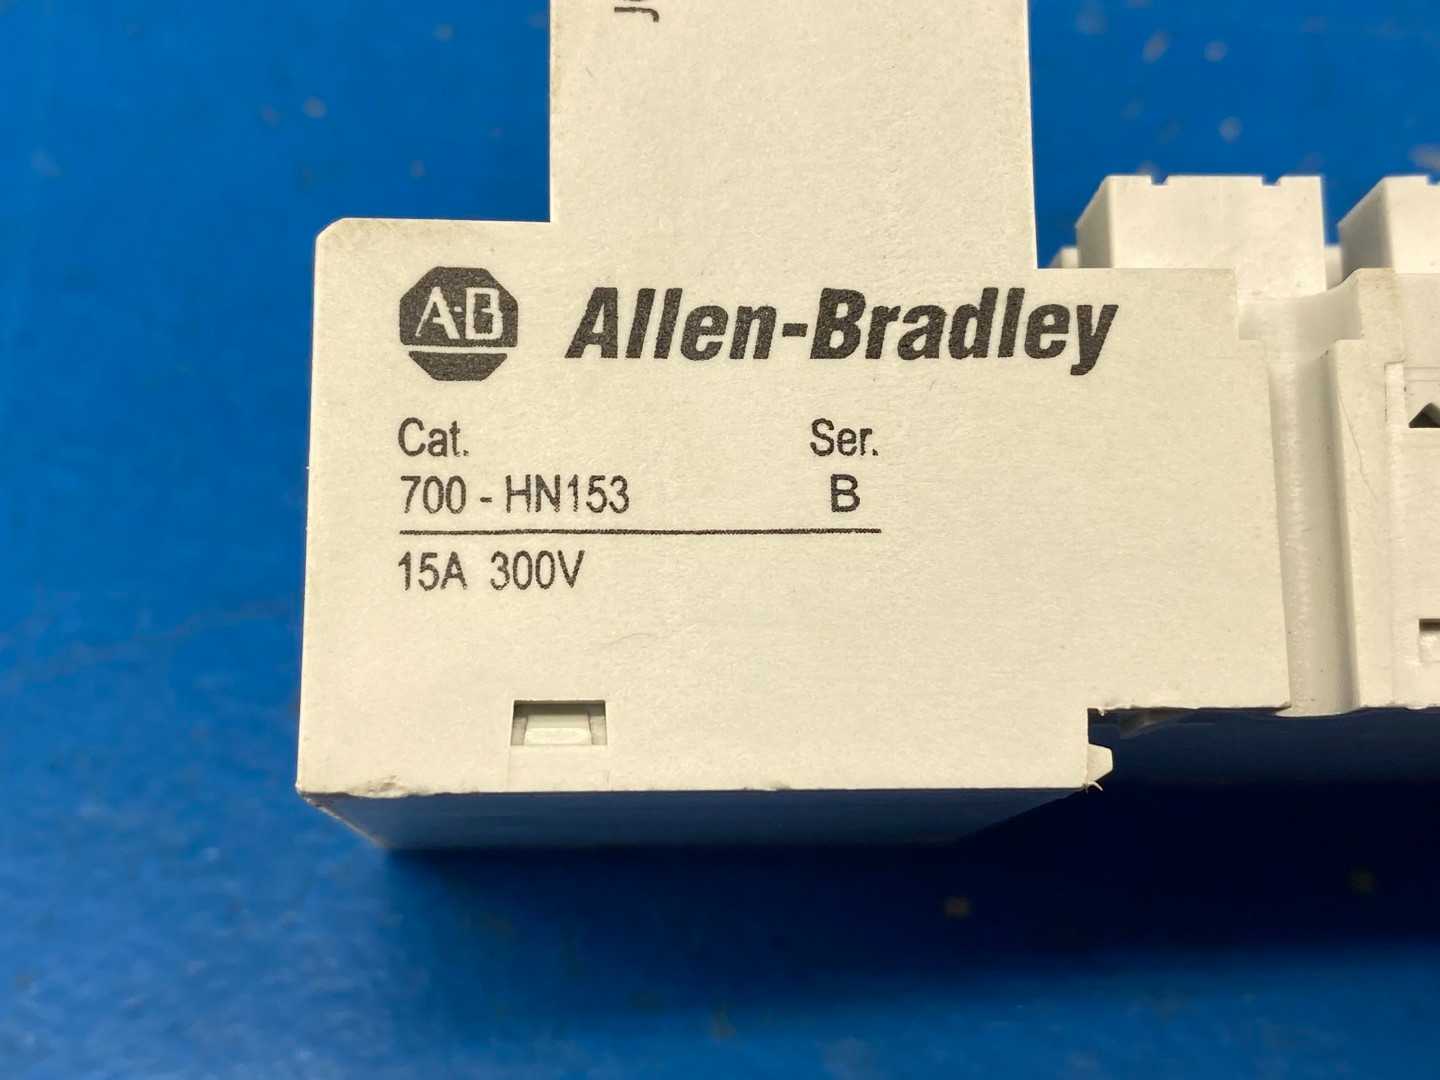 A-B Allen-Bradley
Cat. Ser.
700 - HN153 B
15A 300V